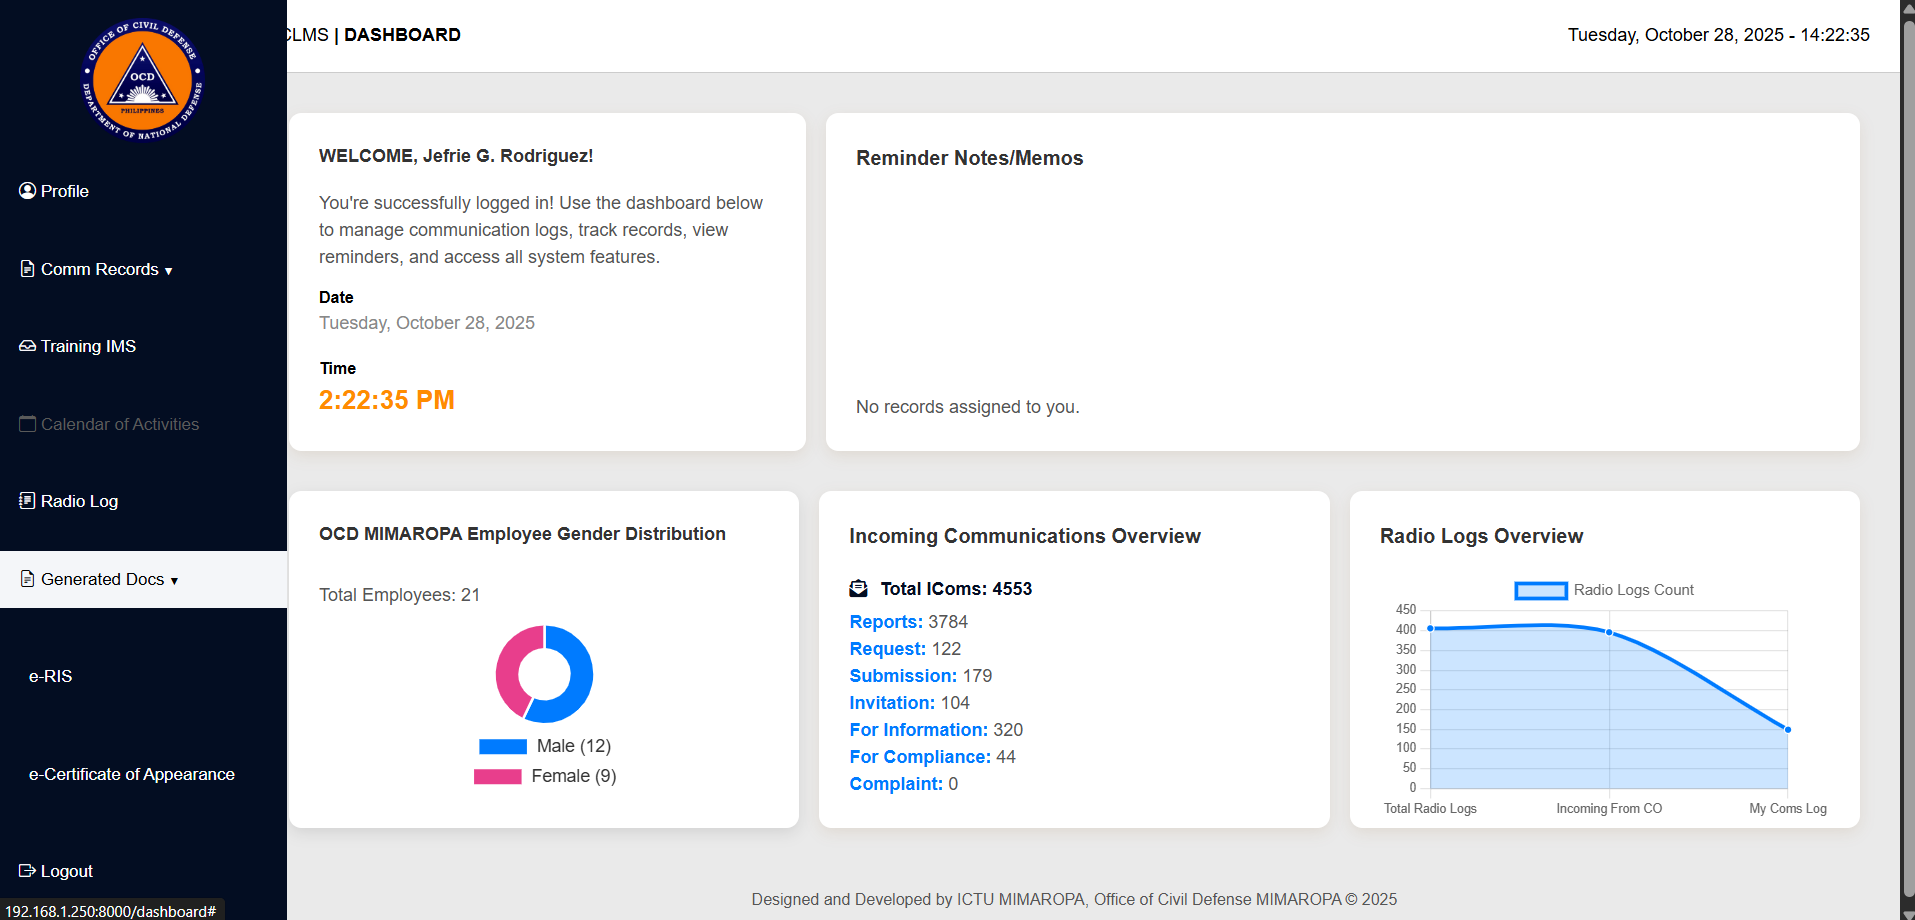 OFFICE OF CIVIL DEFENSE
OCD
PHILIPPINES
DEPARTMENT OF NATIONAL DEFENSE
Profile
Comm Records ▾
Training IMS
Calendar of Activities
Radio Log
Generated Docs ▾
e-RIS
e-Certificate of Appearance
Logout
192.168.1.250:8000/dashboard#
CLMS | DASHBOARD
Tuesday, October 28, 2025 - 14:22:35
WELCOME, Jefrie G. Rodriguez!
You're successfully logged in! Use the dashboard below
to manage communication logs, track records, view
reminders, and access all system features.
Date
Tuesday, October 28, 2025
Time
2:22:35 PM
Reminder Notes/Memos
No records assigned to you.
OCD MIMAROPA Employee Gender Distribution
Total Employees: 21
Male (12)
Female (9)
Incoming Communications Overview
Total IComs: 4553
Reports: 3784
Request: 122
Submission: 179
Invitation: 104
For Information: 320
For Compliance: 44
Complaint: 0
Radio Logs Overview
Radio Logs Count
450
400
350
300
250
200
150
100
50
0
Total Radio Logs
Incoming From CO
My Coms Log
Designed and Developed by ICTU MIMAROPA, Office of Civil Defense MIMAROPA © 2025